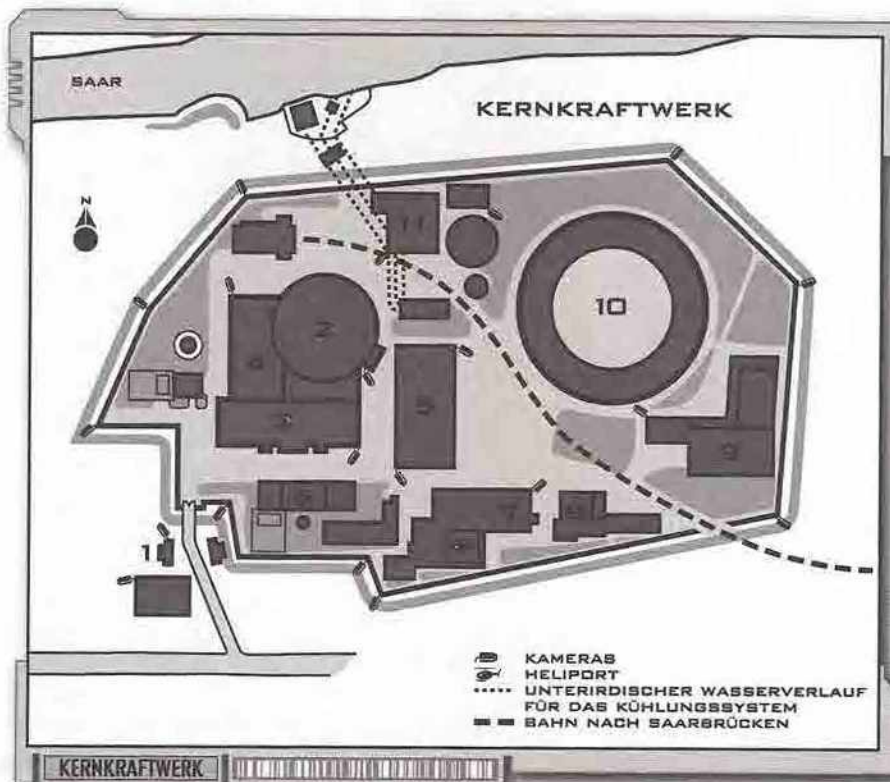 SAAR
KERNKRAFTWERK
N
11
2
10
5
9
7
1
KAMERAS
HELIPORT
UNTERIRDISCHER WASSERVERLAUF
FÜR DAS KÜHLUNGSSYSTEM
BAHN NACH SAARBRÜCKEN
KERNKRAFTWERK